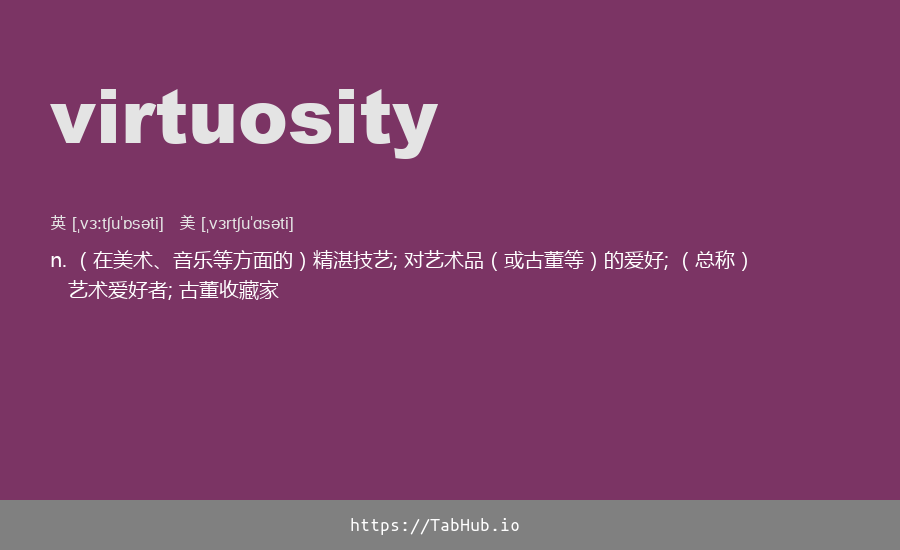 virtuosity
英 [ˌvɜːtʃuˈɒsəti] 美 [ˌvɜrtʃuˈɑsəti]
n. （在美术、音乐等方面的）精湛技艺; 对艺术品（或古董等）的爱好; （总称）
艺术爱好者; 古董收藏家
https://TabHub.io